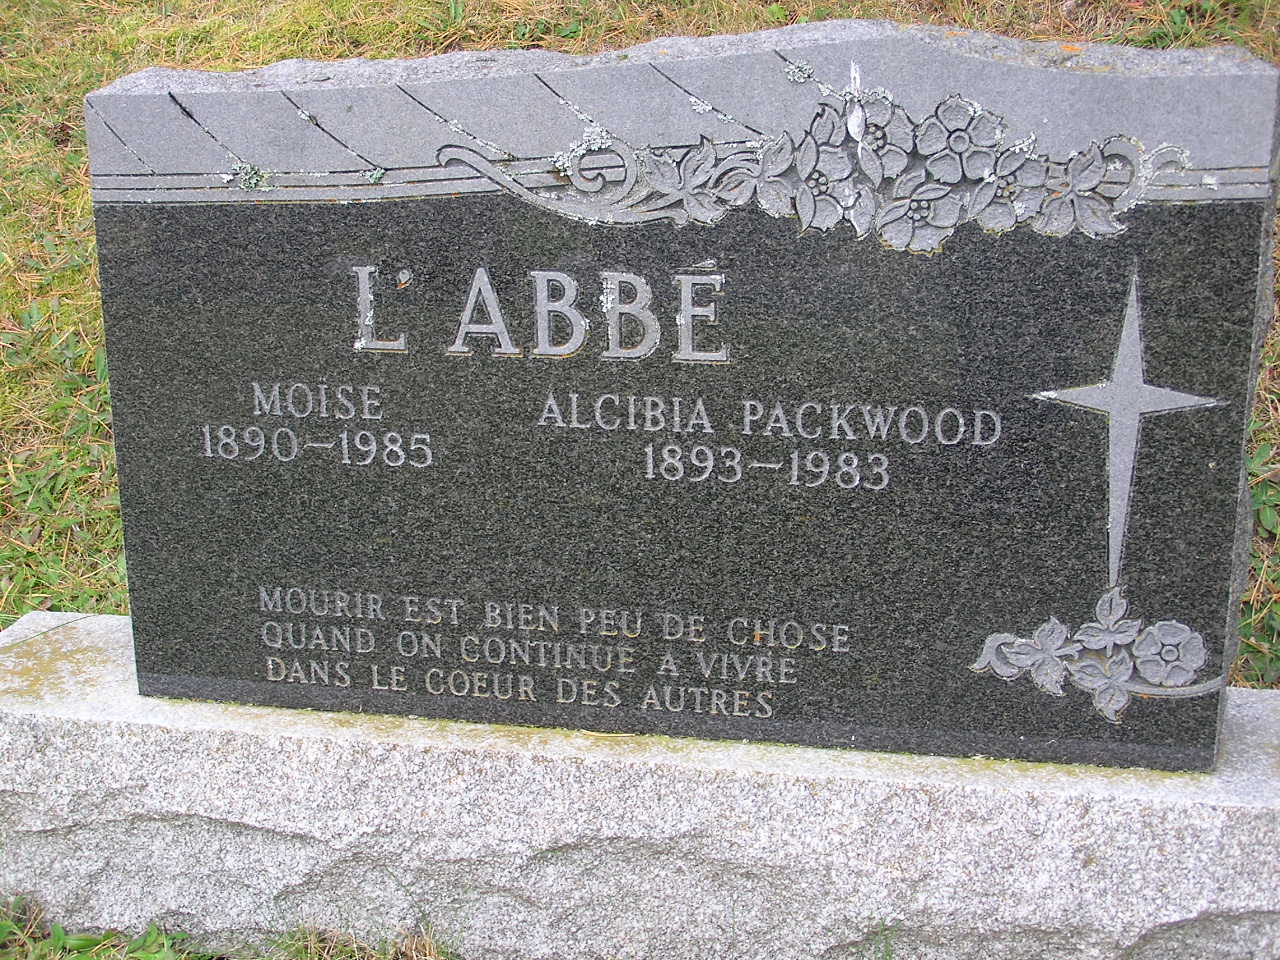 L'ABBÉ
MOÏSE ALCIBIA PACKWOOD
1890–1985 1893–1983
MOURIR EST BIEN PEU DE CHOSE
QUAND ON CONTINUE A VIVRE
DANS LE COEUR DES AUTRES